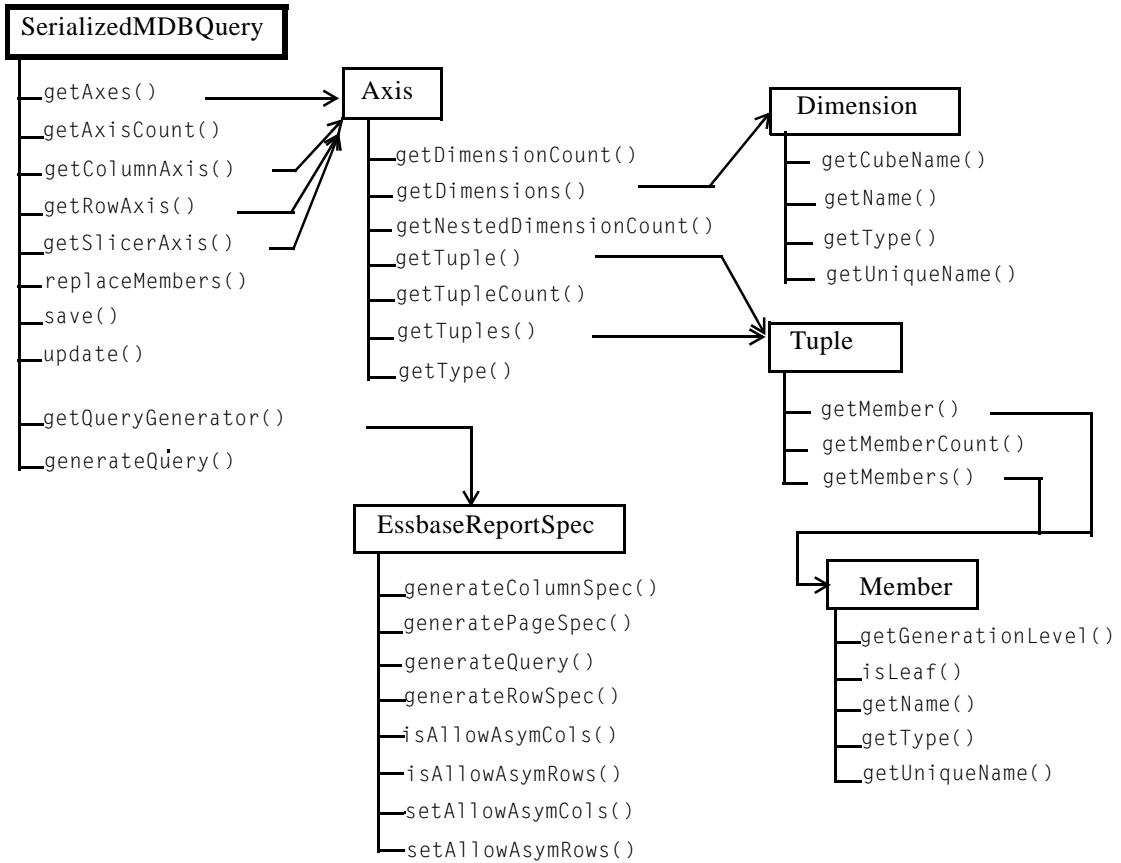 SerializedMDBQuery
getAxes()
getAxisCount()
getColumnAxis()
getRowAxis()
getSlicerAxis()
replaceMembers()
save()
update()
getQueryGenerator()
generateQuery()
Axis
getDimensionCount()
getDimensions()
getNestedDimensionCount()
getTuple()
getTupleCount()
getTuples()
getType()
Dimension
getCubeName()
getName()
getType()
getUniqueName()
Tuple
getMember()
getMemberCount()
getMembers()
EssbaseReportSpec
generateColumnSpec()
generatePageSpec()
generateQuery()
generateRowSpec()
isAllowAsymCols()
isAllowAsymRows()
setAllowAsymCols()
setAllowAsymRows()
Member
getGenerationLevel()
isLeaf()
getName()
getType()
getUniqueName()